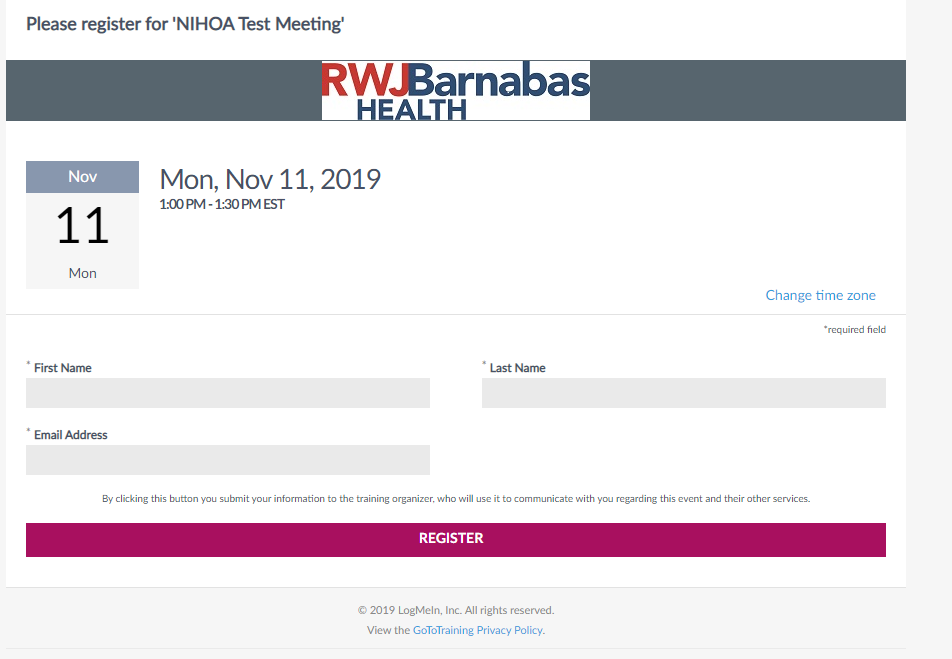 Please register for 'NIHOA Test Meeting'
RWJBarnabas
HEALTH
Nov
11
Mon
Mon, Nov 11, 2019
1:00 PM - 1:30 PM EST
Change time zone
*required field
* First Name
* Last Name
* Email Address
By clicking this button you submit your information to the training organizer, who will use it to communicate with you regarding this event and their other services.
REGISTER
© 2019 LogMeIn, Inc. All rights reserved.
View the GoToTraining Privacy Policy.